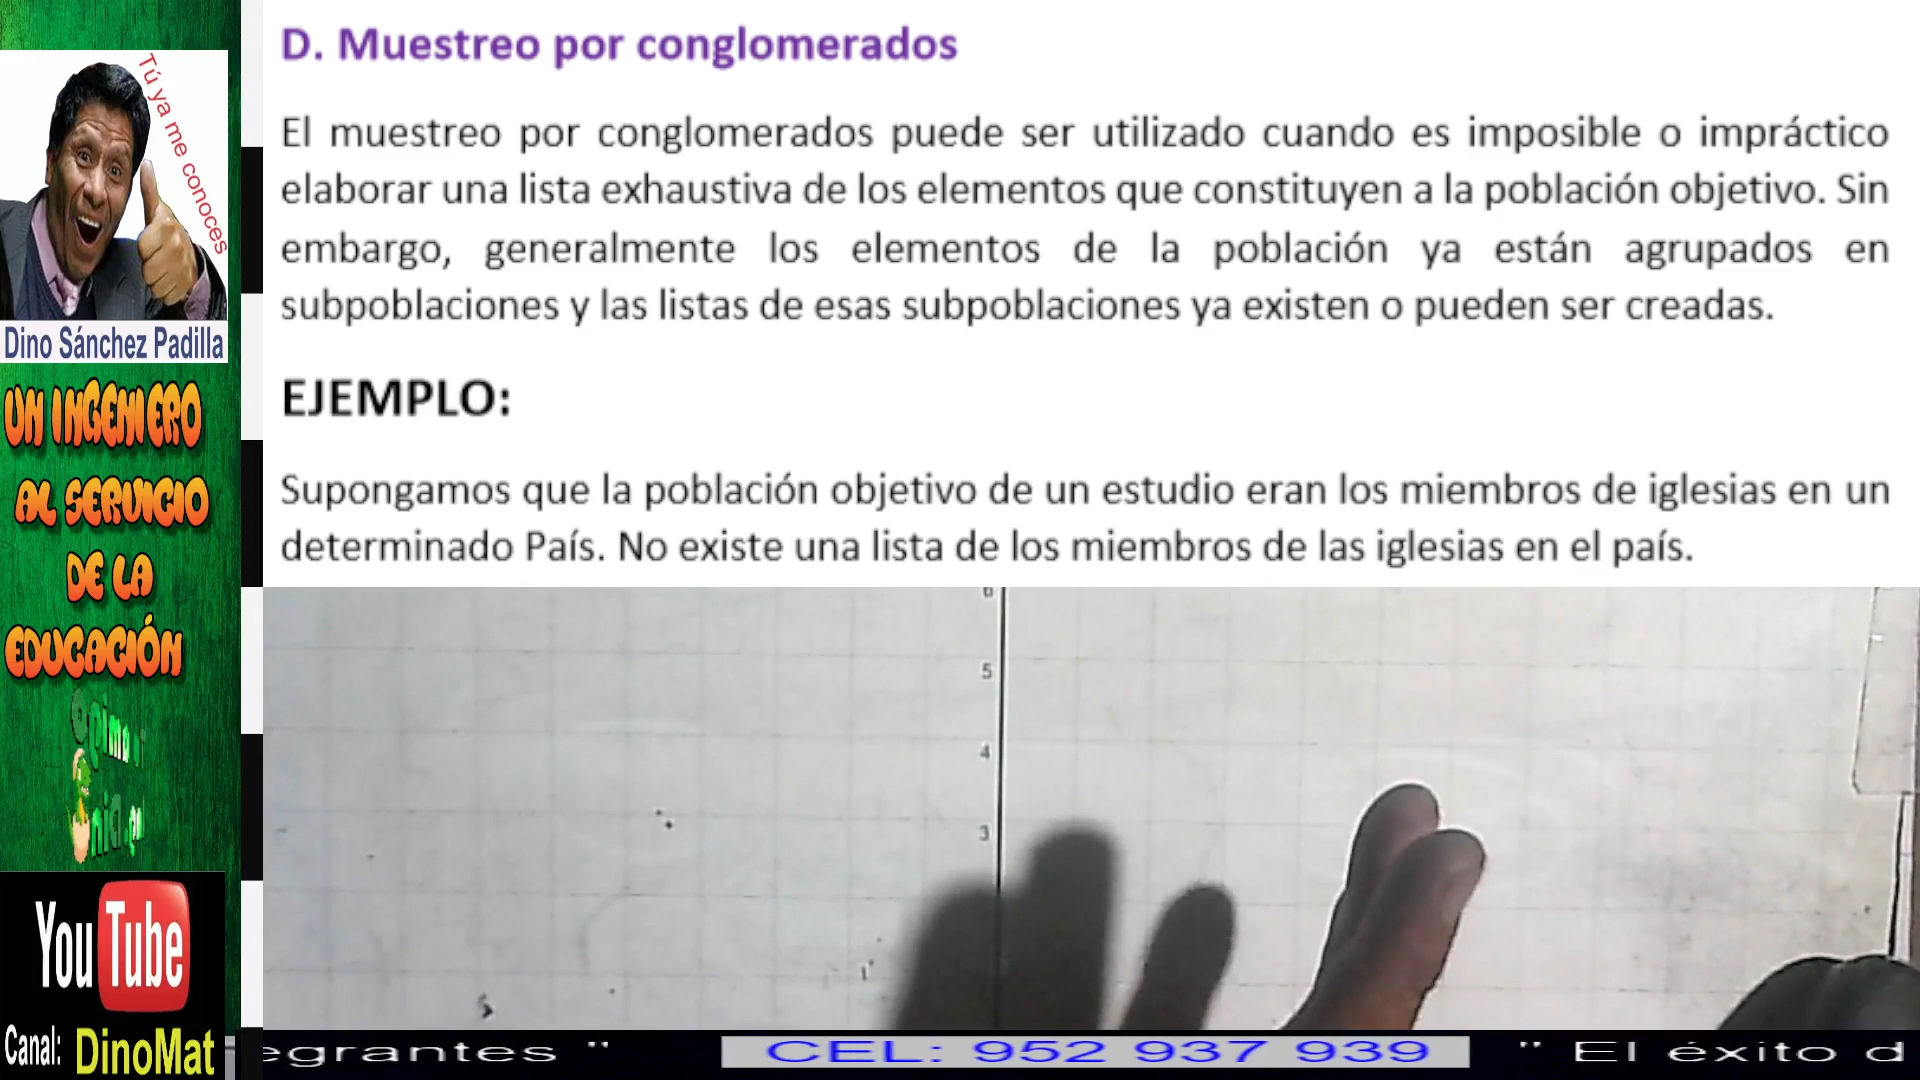 D. Muestreo por conglomerados
El muestreo por conglomerados puede ser utilizado cuando es imposible o impráctico
elaborar una lista exhaustiva de los elementos que constituyen a la población objetivo. Sin
embargo, generalmente los elementos de la población ya están agrupados en
subpoblaciones y las listas de esas subpoblaciones ya existen o pueden ser creadas.
EJEMPLO:
Supongamos que la población objetivo de un estudio eran los miembros de iglesias en un
determinado País. No existe una lista de los miembros de las iglesias en el país.
Tú ya me conoces
Dino Sánchez Padilla
UN INGENIERO
AL SERVICIO
DE LA
EDUCACIÓN
YouTube
Canal: DinoMat
6
5
4
3
egrantes "
CEL: 952 937 939
" El éxito d